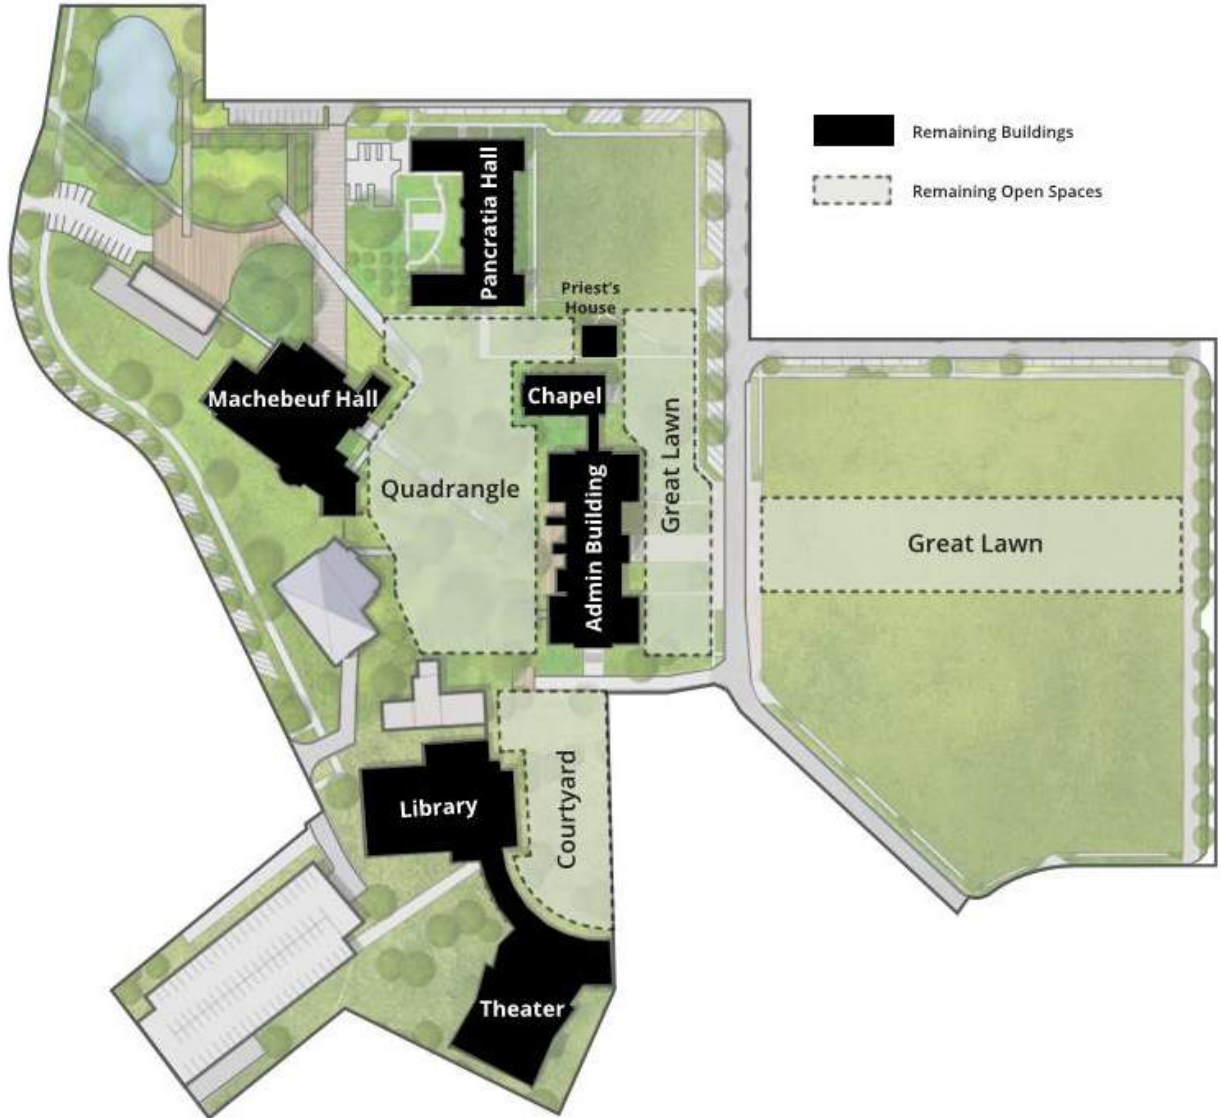 Remaining Buildings
Remaining Open Spaces
Pancratia Hall
Priest's
House
Machebeuf Hall
Chapel
Great Lawn
Quadrangle
Admin Building
Great Lawn
Library
Courtyard
Theater